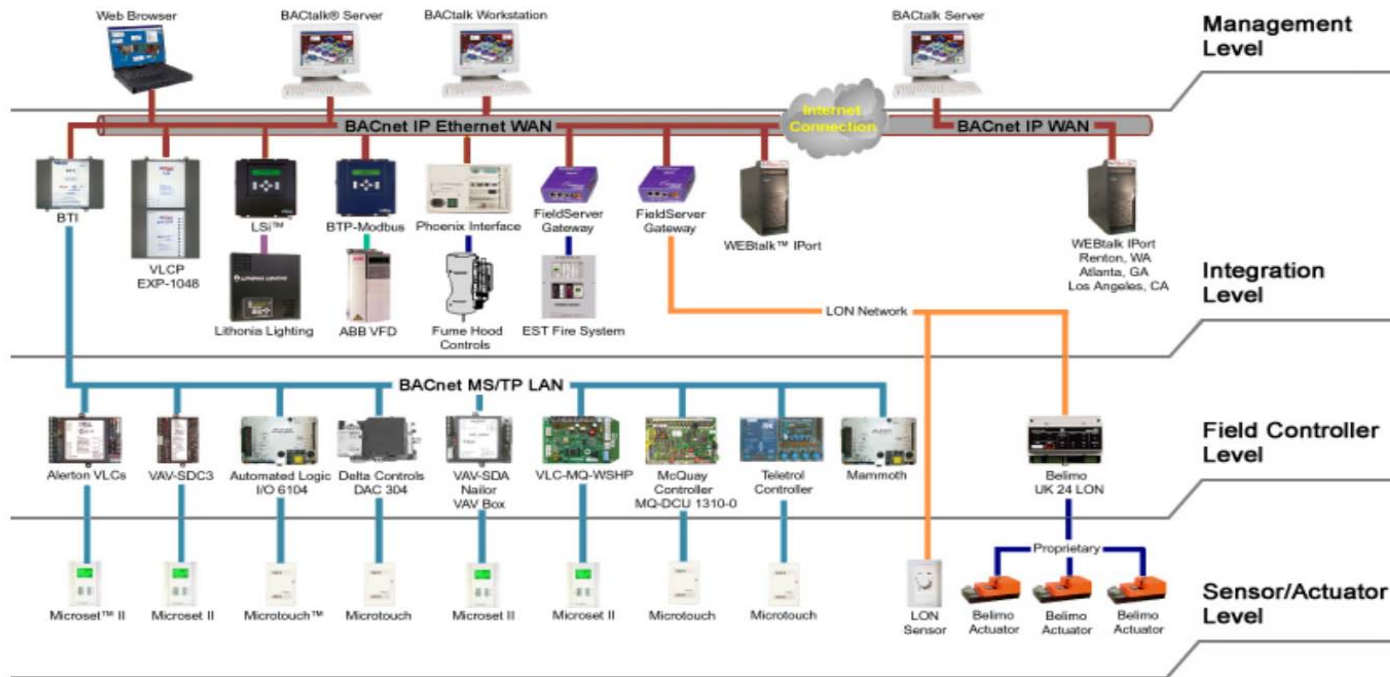 Web Browser
BACtalk® Server
BACtalk Workstation
BACtalk Server
Management
Level
Internet
Connection
BACnet IP Ethernet WAN
BACnet IP WAN
BTI
VLCP
EXP-1048
LSi™
BTP-Modbus
Phoenix Interface
FieldServer
Gateway
FieldServer
Gateway
WEBtalk™ IPort
WEBtalk IPort
Renton, WA
Atlanta, GA
Los Angeles, CA
Lithonia Lighting
ABB VFD
Fume Hood
Controls
EST Fire System
LON Network
Integration
Level
BACnet MS/TP LAN
Alerton VLCs
VAV-SDC3
Automated Logic
I/O 6104
Delta Controls
DAC 304
VAV-SDA
Nailor
VAV Box
VLC-MQ-WSHP
McQuay
Controller
MQ-DCU 1310-0
Teletrol
Controller
Mammoth
Belimo
UK 24 LON
Field Controller
Level
Proprietary
Microset™ II
Microset II
Microtouch™
Microtouch
Microset II
Microset II
Microtouch
Microtouch
LON
Sensor
Belimo
Actuator
Belimo
Actuator
Belimo
Actuator
Sensor/Actuator
Level